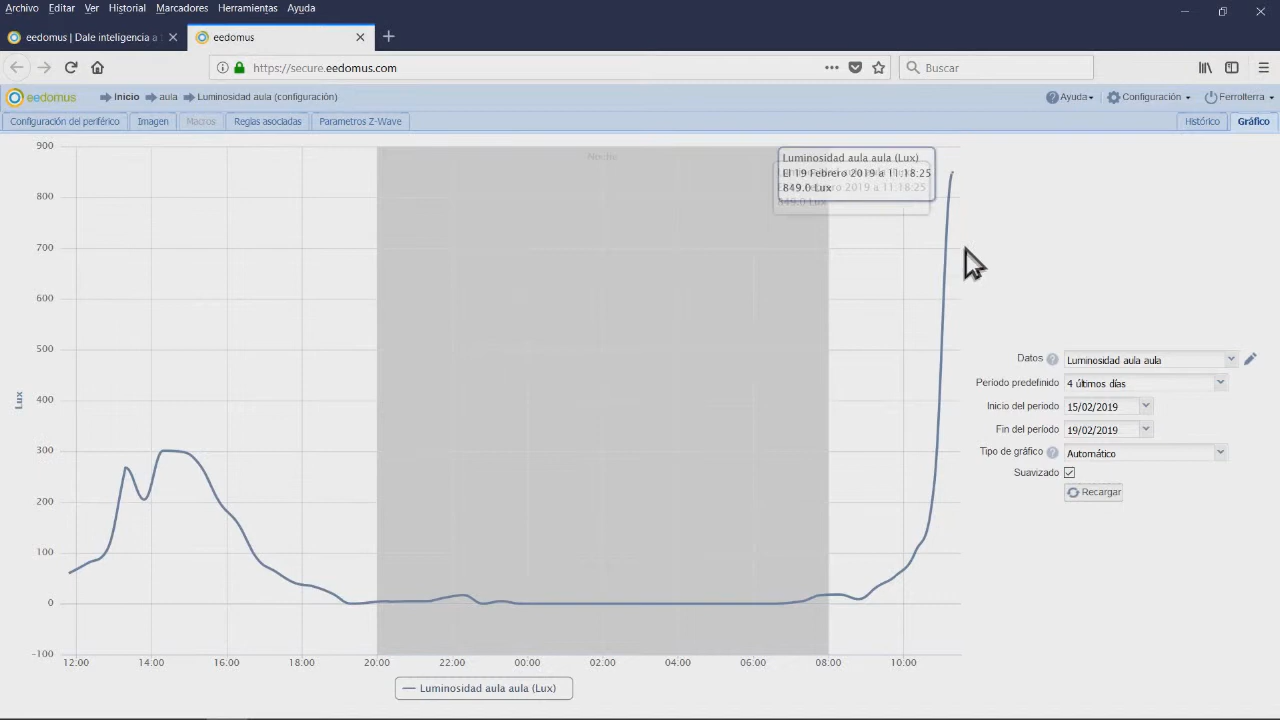 Archivo Editar Ver Historial Marcadores Herramientas Ayuda
eedomus | Dale inteligencia a
eedomus
https://secure.eedomus.com
Buscar
eedomus Inicio aula Luminosidad aula (configuración)
Ayuda Configuración Ferrolterra
Configuración del periférico Imagen Macros Reglas asociadas Parametros Z-Wave
Histórico Gráfico
900
800
700
600
500
400
300
200
100
0
-100
Lux
Noche
Luminosidad aula aula (Lux)
El 19 Febrero 2019 a 11:18:25
849.0 Lux
12:00 14:00 16:00 18:00 20:00 22:00 00:00 02:00 04:00 06:00 08:00 10:00
Luminosidad aula aula (Lux)
Datos Luminosidad aula aula
Período predefinido 4 últimos días
Inicio del periodo 15/02/2019
Fin del período 19/02/2019
Tipo de gráfico Automático
Suavizado
Recargar